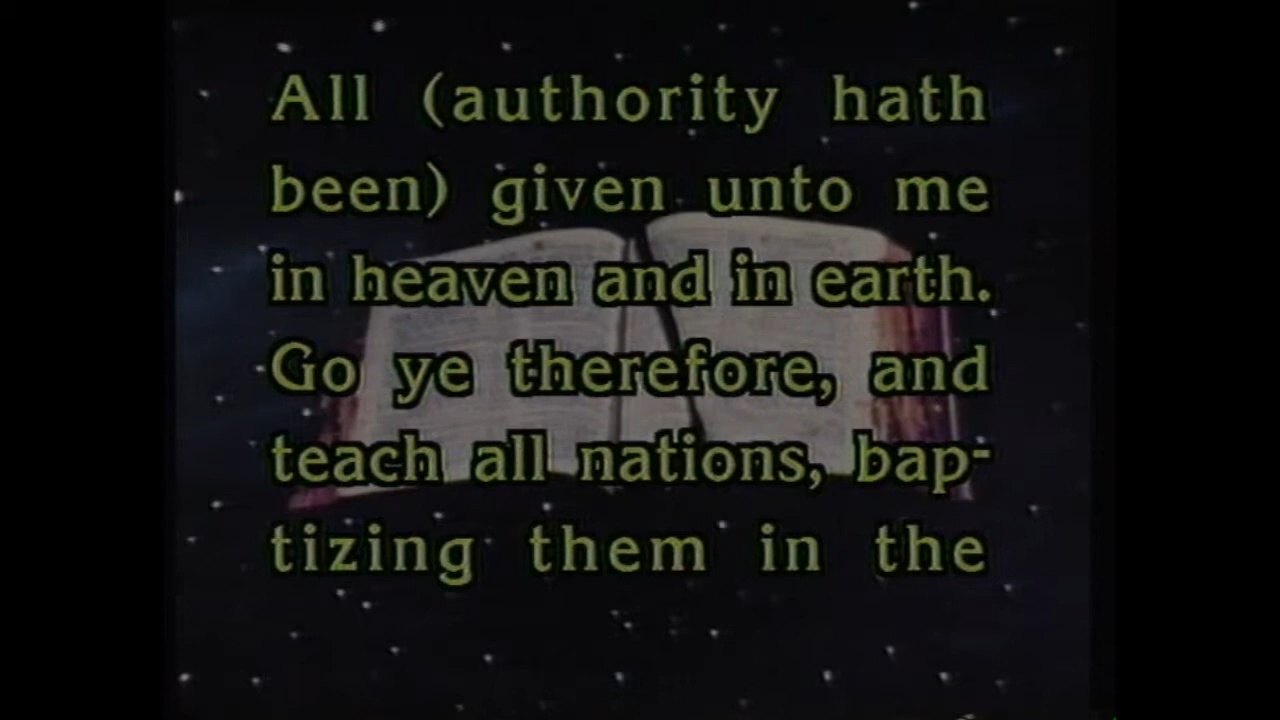 All (authority hath
been) given unto me
in heaven and in earth.
Go ye therefore, and
teach all nations, bap-
tizing them in the